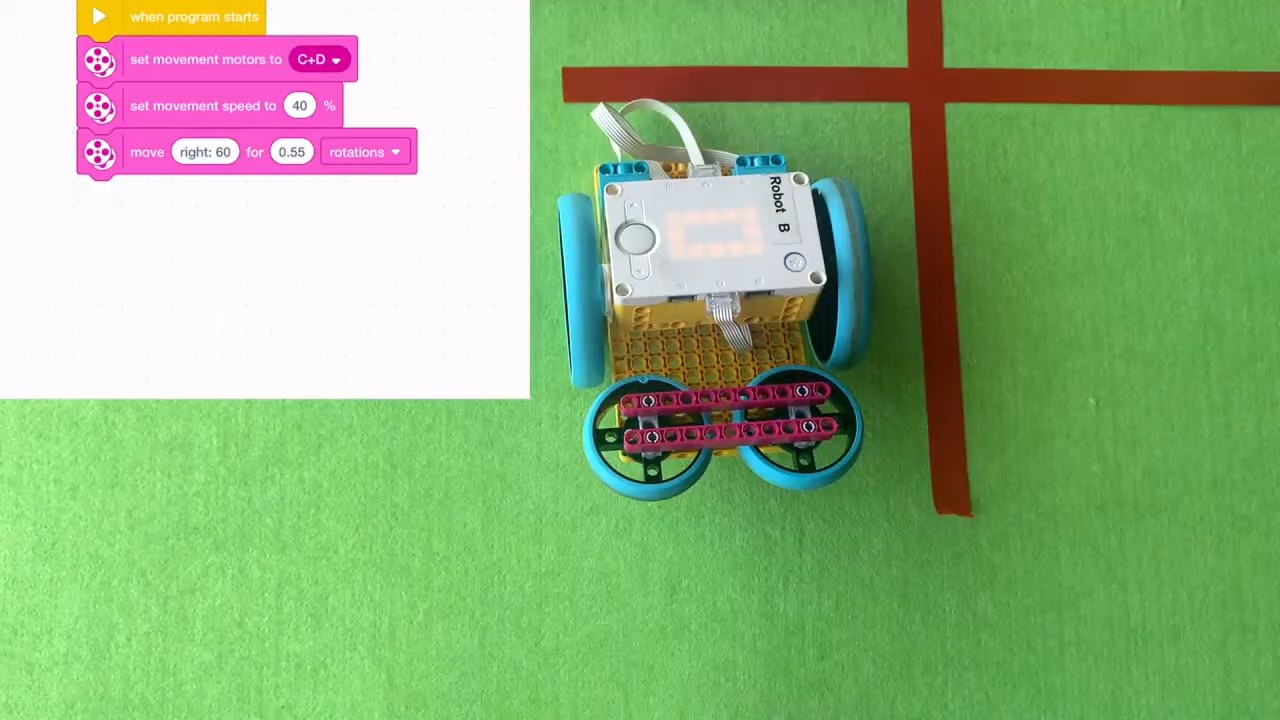 when program starts
set movement motors to C+D
set movement speed to 40 %
move right: 60 for 0.55 rotations
Robot B